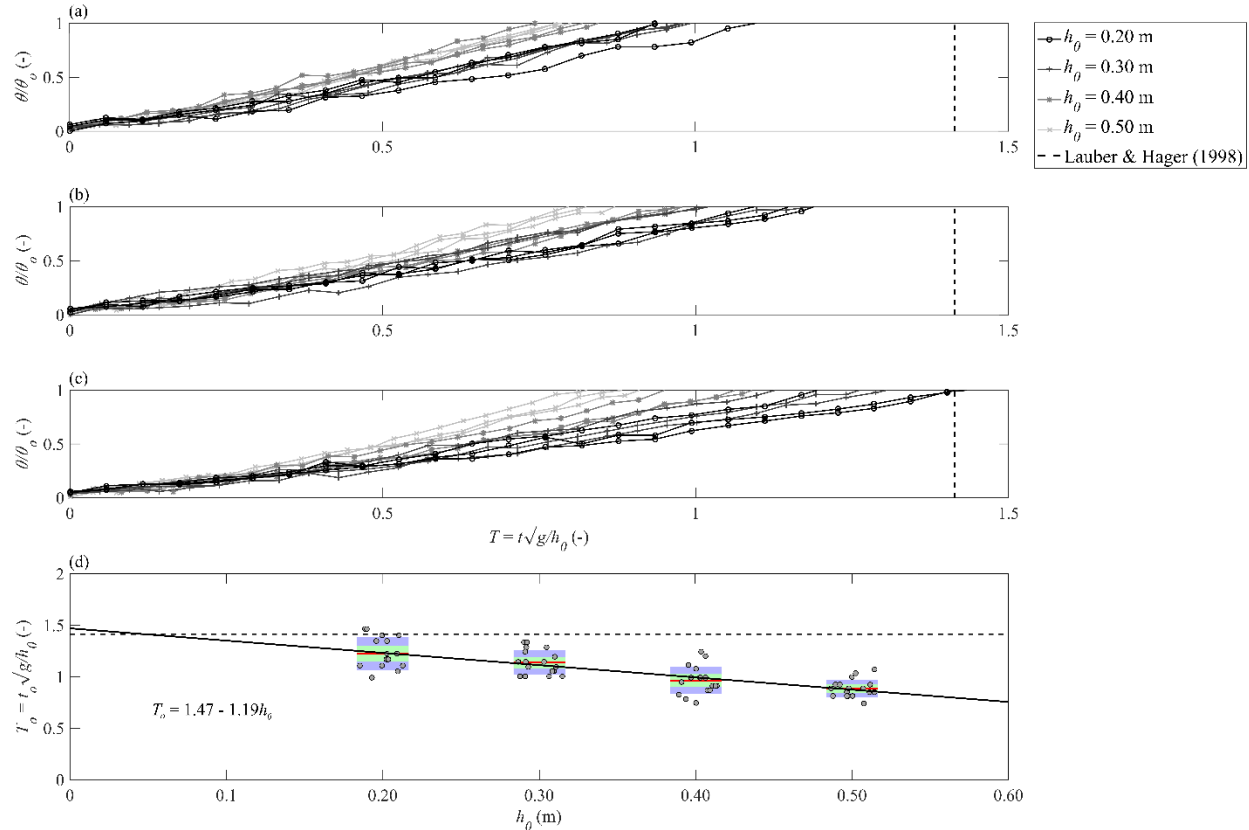 (a)
1
0.5
0
θ/θo (-)
0
0.5
1
1.5
h0 = 0.20 m
h0 = 0.30 m
h0 = 0.40 m
h0 = 0.50 m
Lauber & Hager (1998)
(b)
1
0.5
0
θ/θo (-)
0
0.5
1
1.5
(c)
1
0.5
0
θ/θo (-)
0
0.5
1
1.5
T = t√g/h0 (-)
(d)
2
1.5
1
0.5
0
To = to√g/h0 (-)
To = 1.47 - 1.19h0
0
0.1
0.20
0.30
0.40
0.50
0.60
h0 (m)